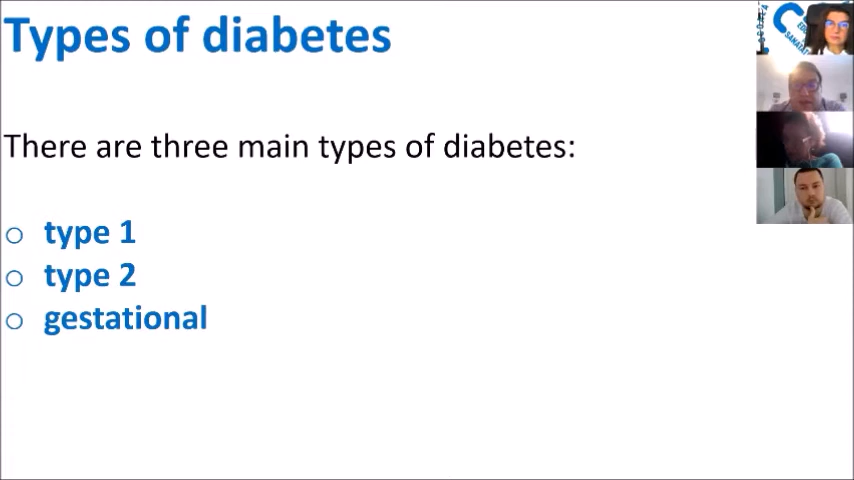 Types of diabetes
There are three main types of diabetes:
type 1
type 2
gestational